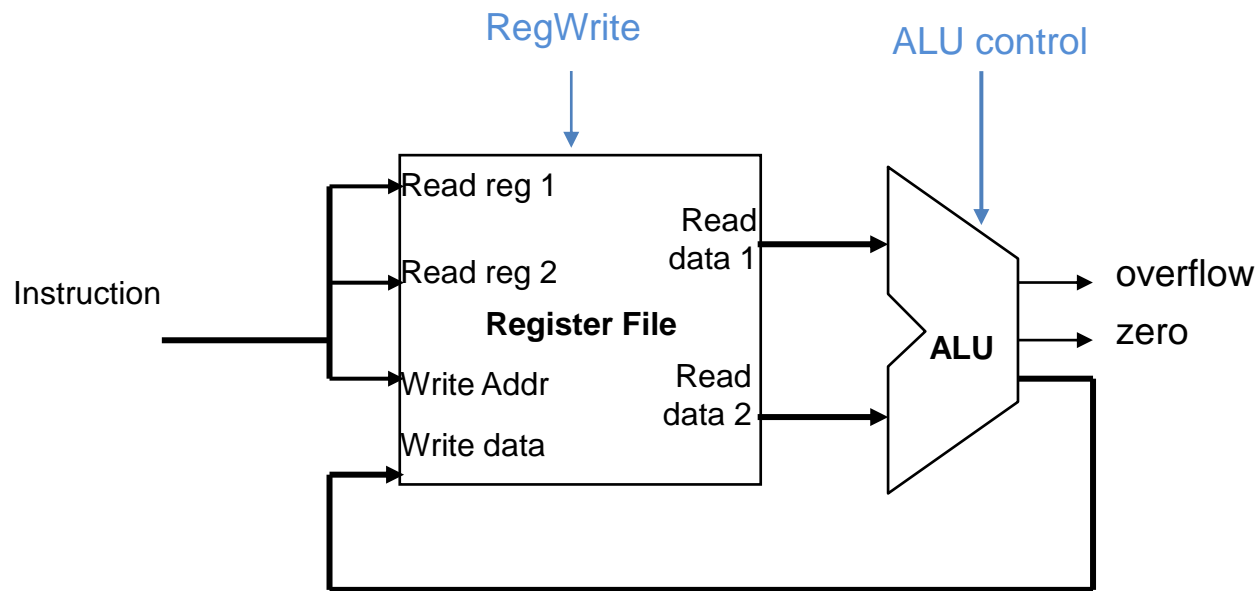 RegWrite
ALU control
Read reg 1
Read
data 1
Read reg 2
Instruction
Register File
overflow
zero
ALU
Write Addr
Read
data 2
Write data